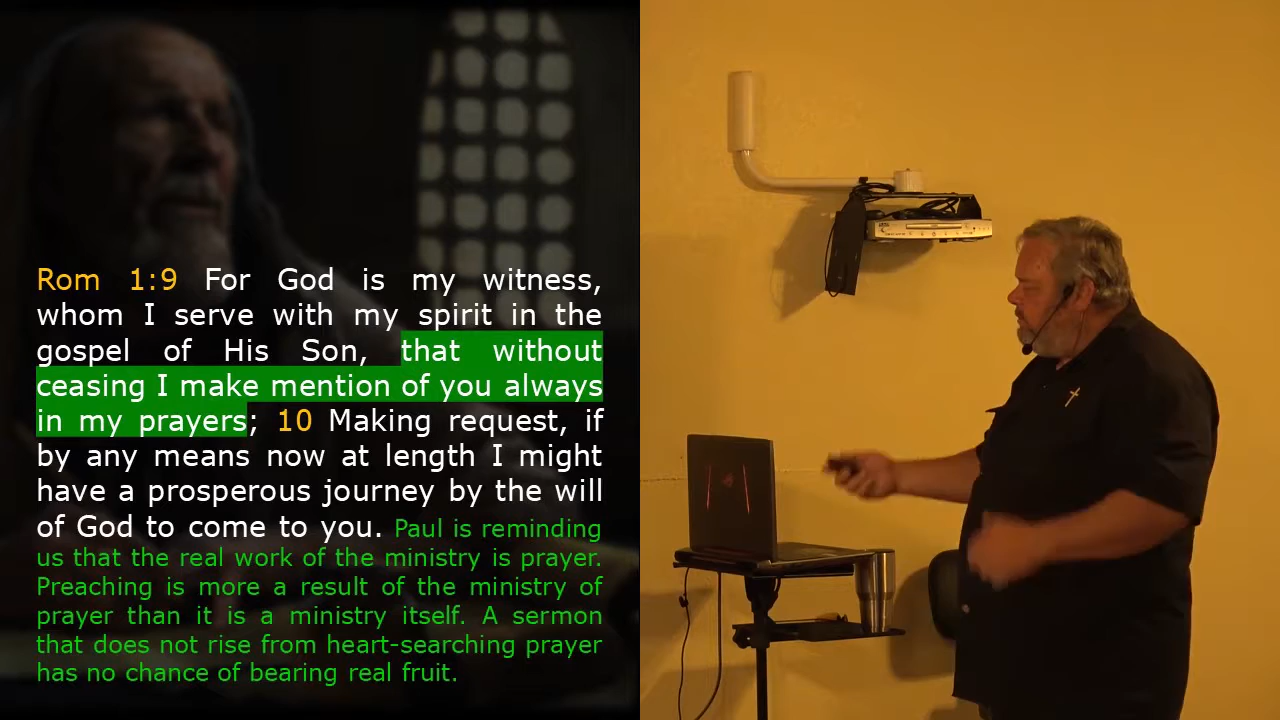 Rom 1:9 For God is my witness,
whom I serve with my spirit in the
gospel of His Son, that without
ceasing I make mention of you always
in my prayers; 10 Making request, if
by any means now at length I might
have a prosperous journey by the will
of God to come to you. Paul is reminding
us that the real work of the ministry is prayer.
Preaching is more a result of the ministry of
prayer than it is a ministry itself. A sermon
that does not rise from heart-searching prayer
has no chance of bearing real fruit.